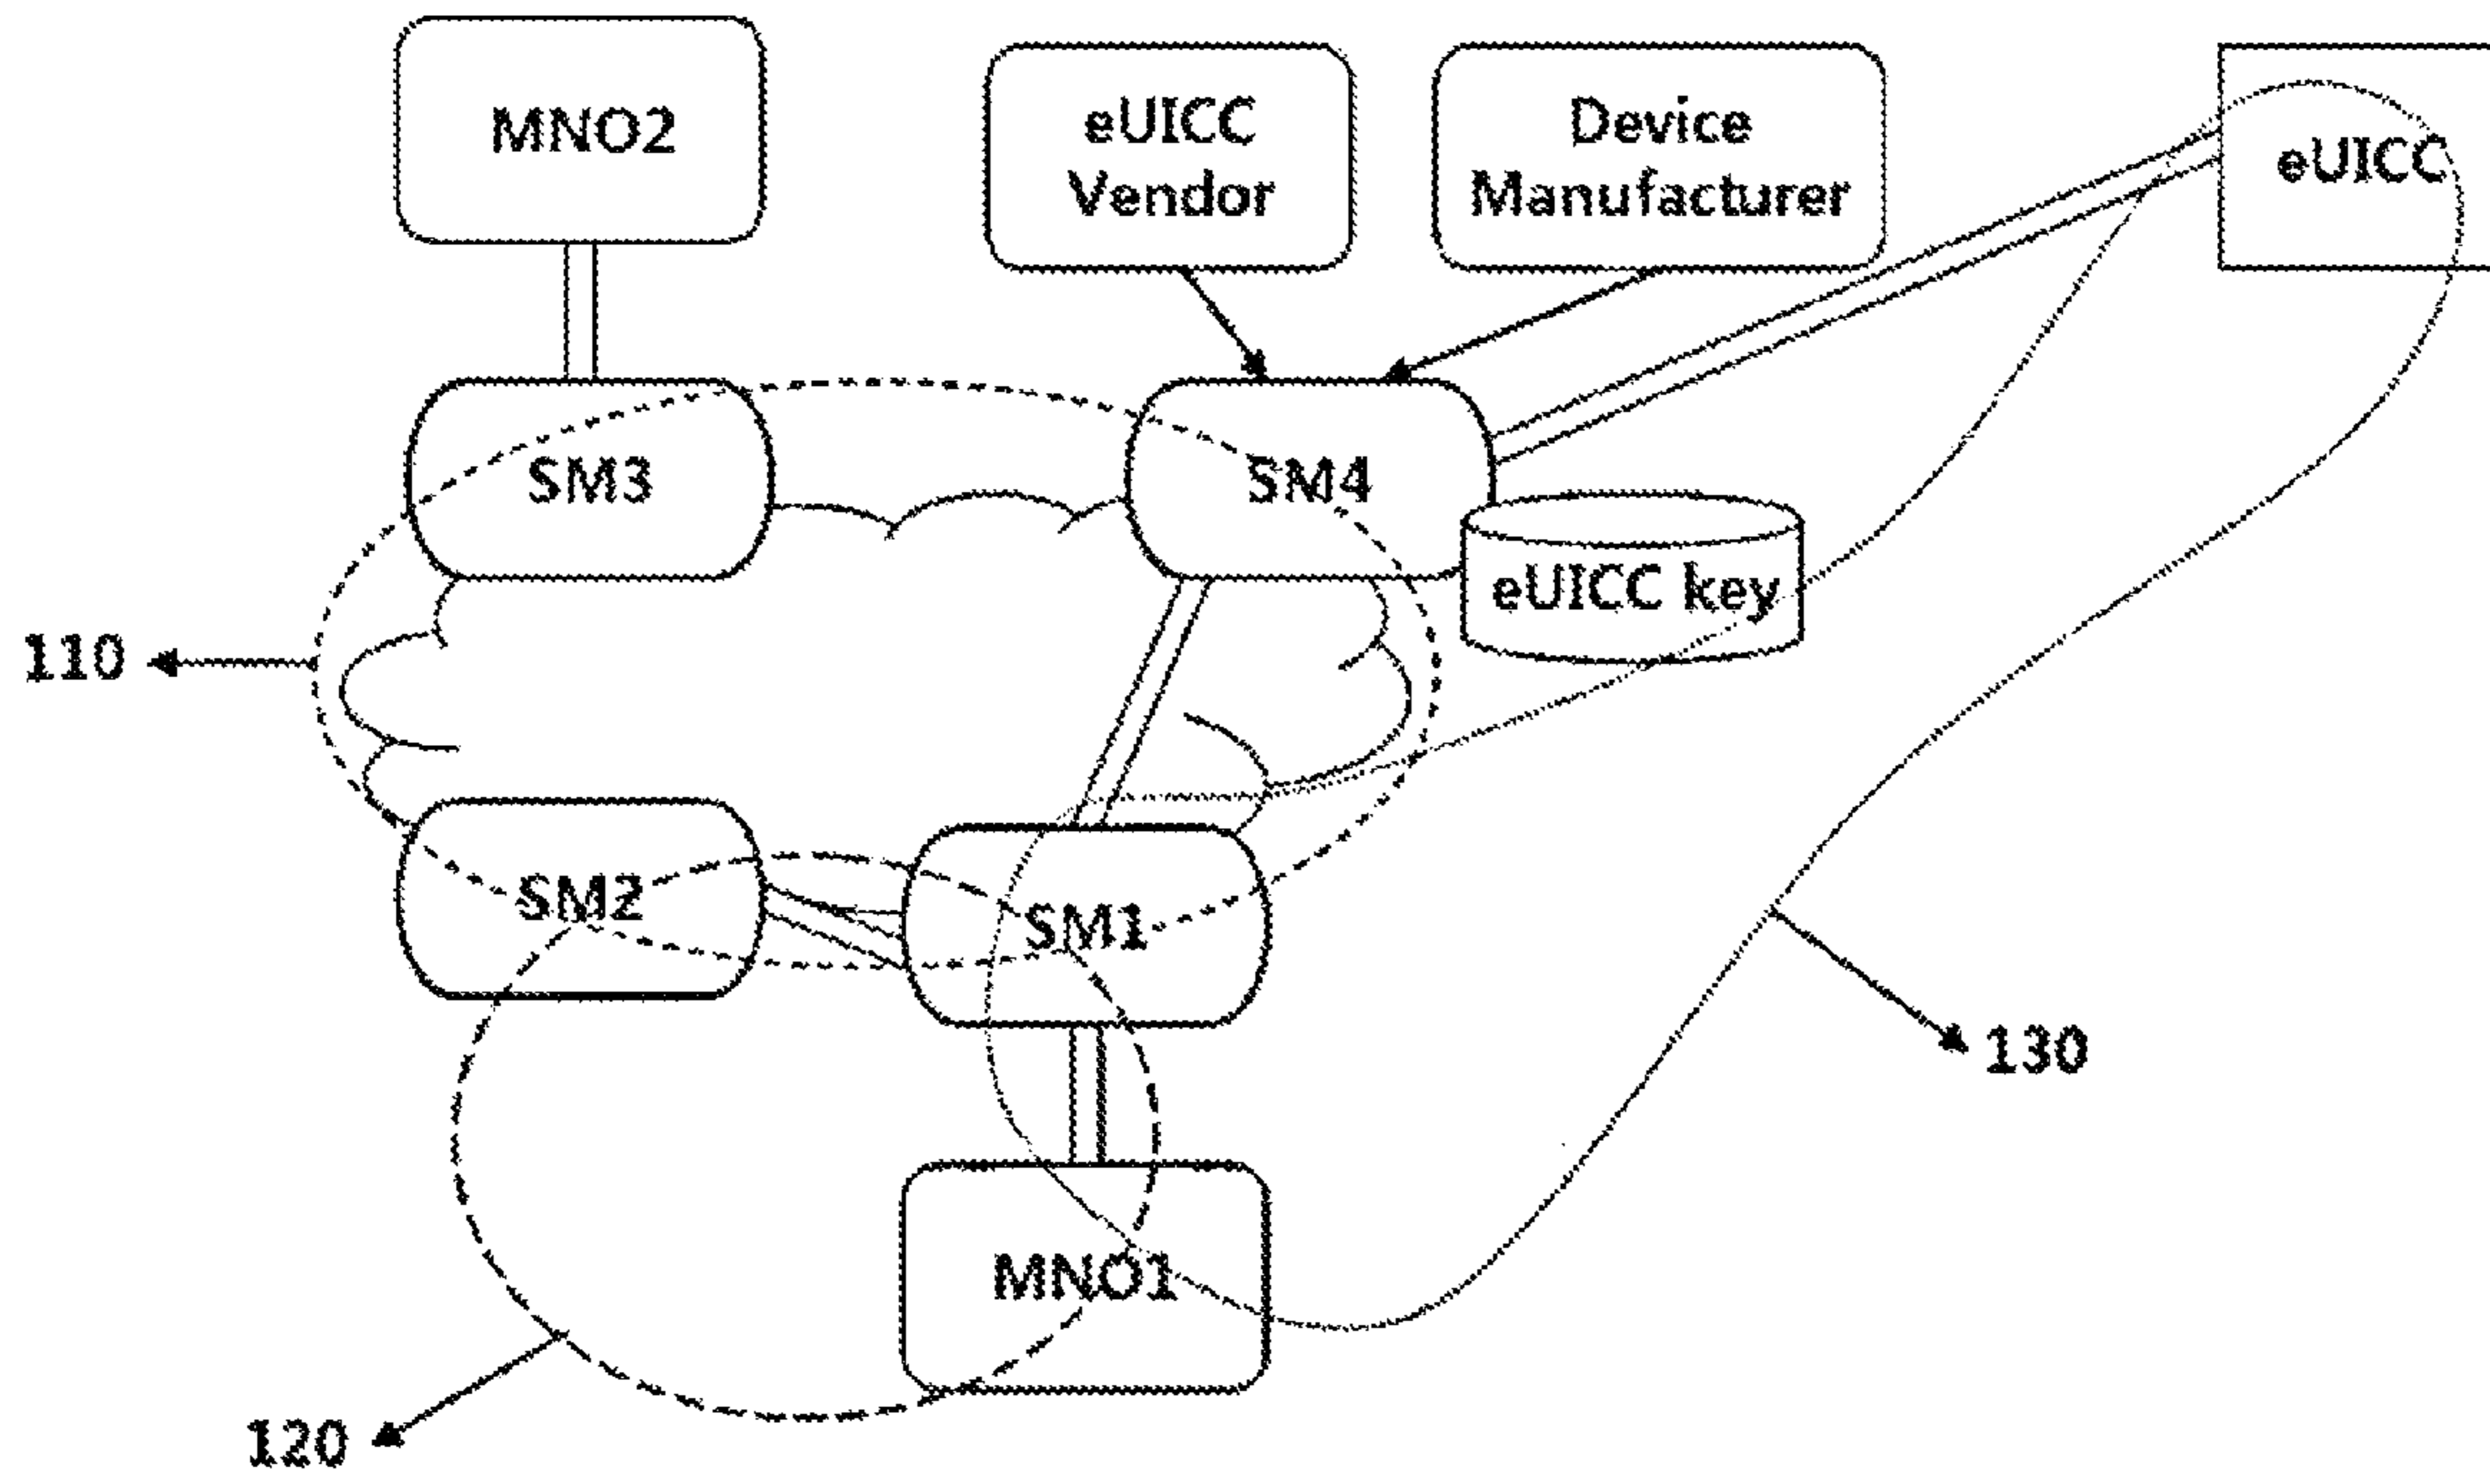 MNO2
eUICC
Vendor
Device
Manufacturer
eUICC
SM3
SM4
eUICC key
110
SM2
SM1
130
MNO1
120